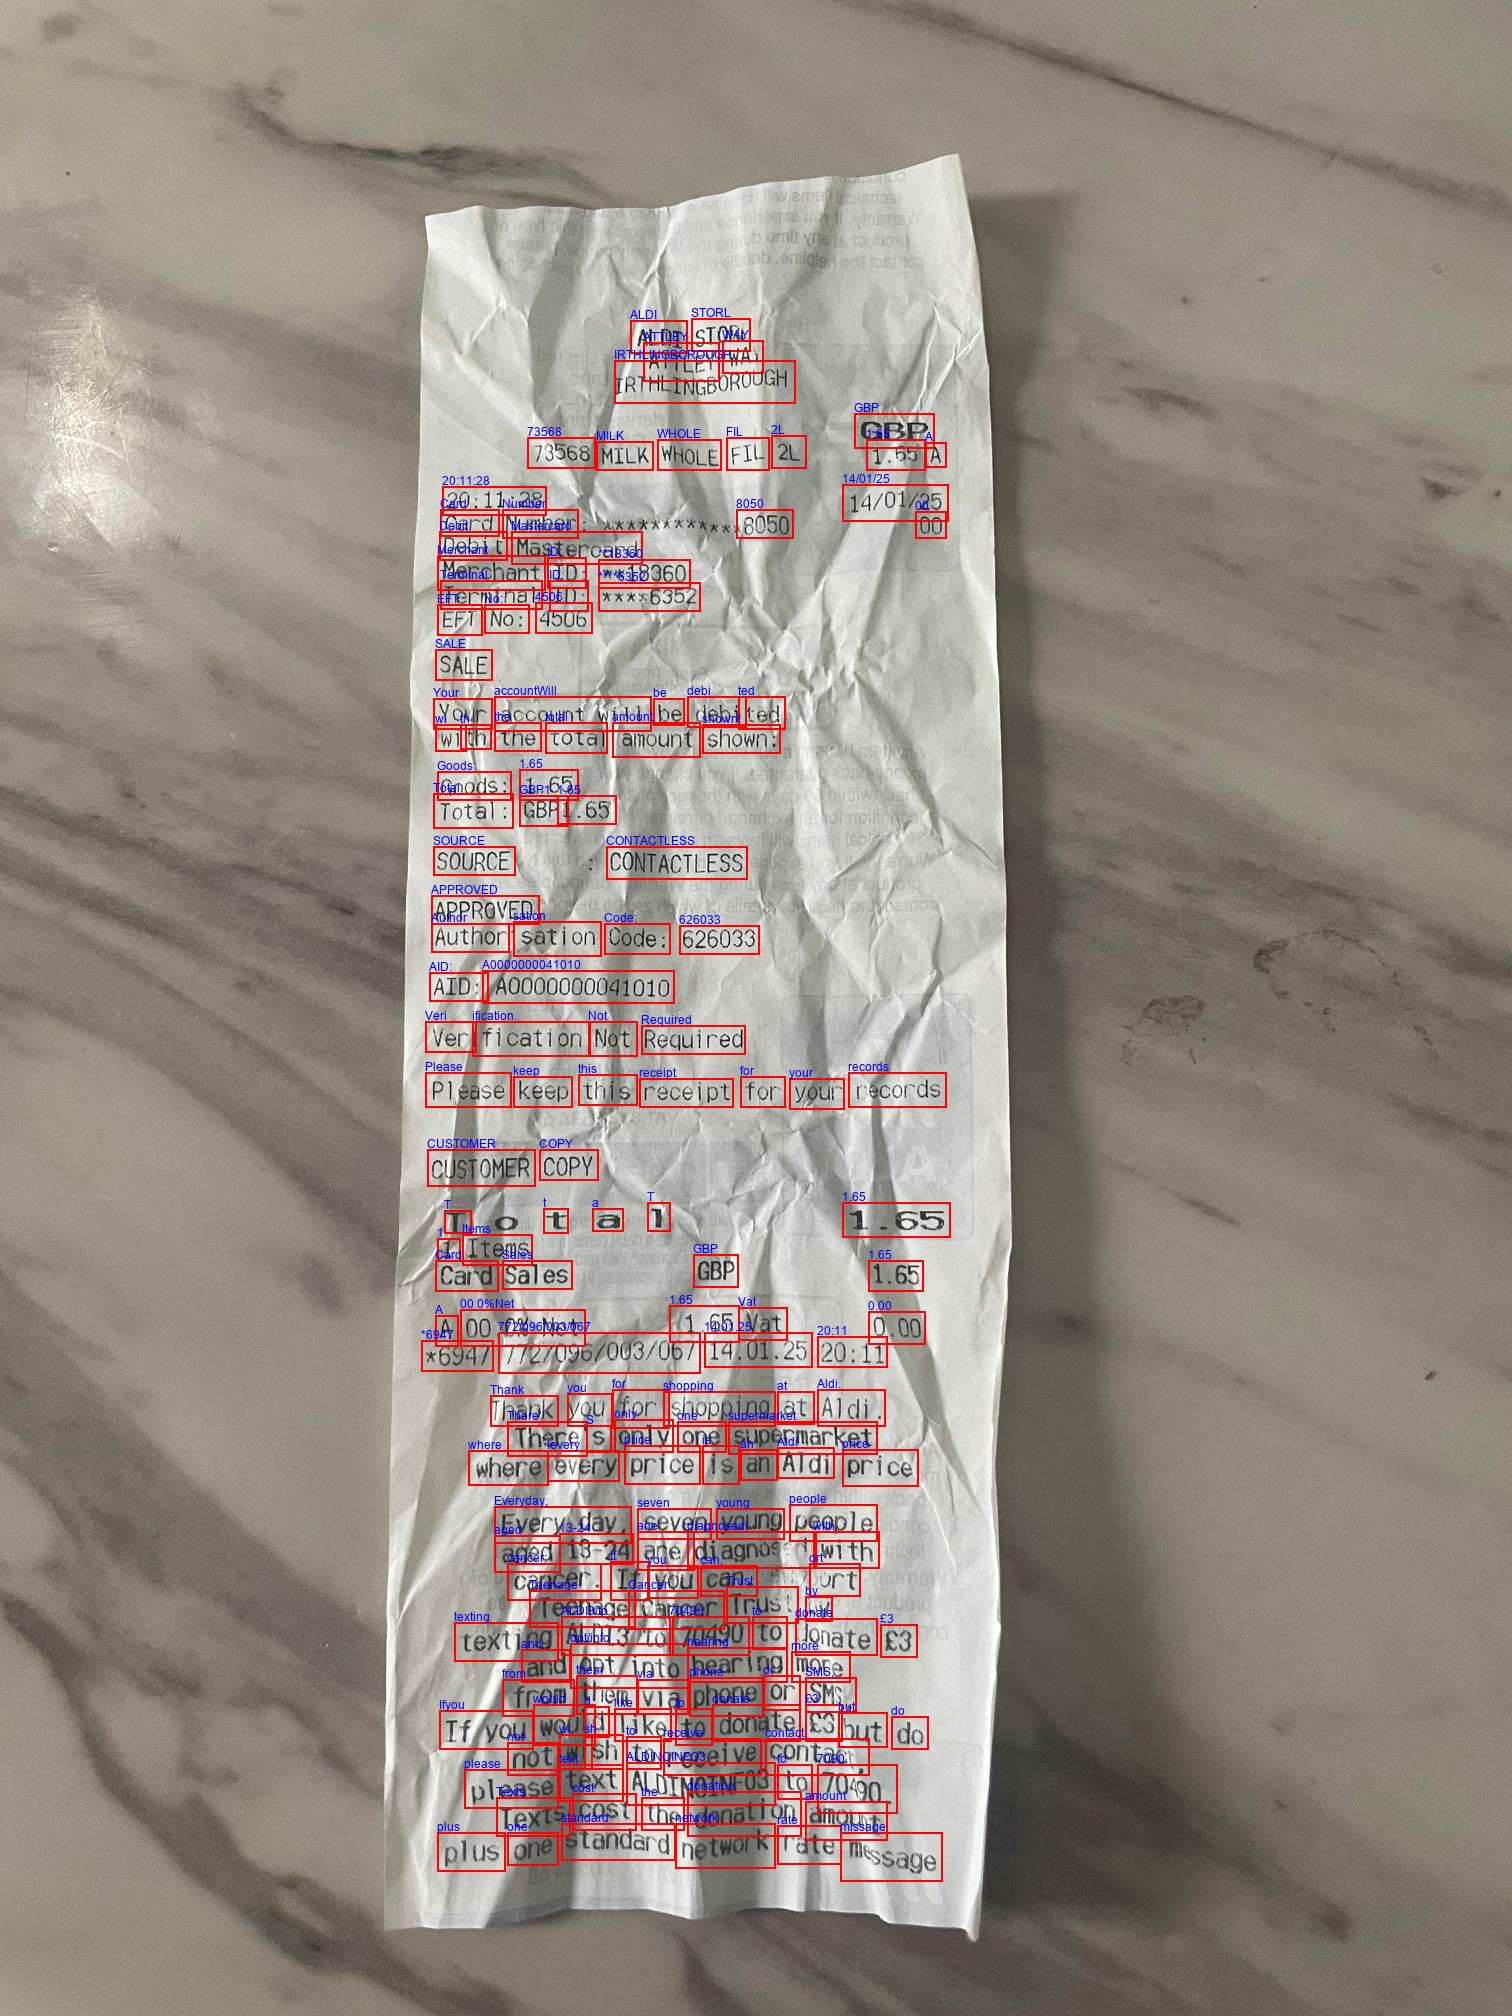 ALDI STORES
ATTLEY WAY
IRTHLINGBOROUGH
GBP
73568 MILK WHOLE FIL 2L 1.65 A
20:11:28 14/01/25
Card Number: ************8050 00
Debit Mastercard
Merchant ID: **18360
Terminal ID: ****6352
EFT No: 4506
SALE
Your account will be debited
with the total amount shown:
Goods: 1.65
Total: GBP1.65
SOURCE : CONTACTLESS
APPROVED
Authorisation Code: 626033
AID: A0000000041010
Verification Not Required
Please keep this receipt for your records
CUSTOMER COPY
Total 1.65
1 Items
Card Sales GBP 1.65
A 00.0% Net 1.65 Vat 0.00
*6947 772/096/003/067 14.01.25 20:11
Thank you for shopping at Aldi.
There's only one supermarket
where every price is an Aldi price
Every day, seven young people
aged 13-24 are diagnosed with
cancer. If you can, support
Teenage Cancer Trust by
texting ALDI3 to 70490 to donate £3
and opt into hearing more
from them via phone or SMS.
If you would like to donate £3 but do
not wish to receive contact,
please text ALDINOINFO3 to 70490.
Texts cost the donation amount
plus one standard network rate message